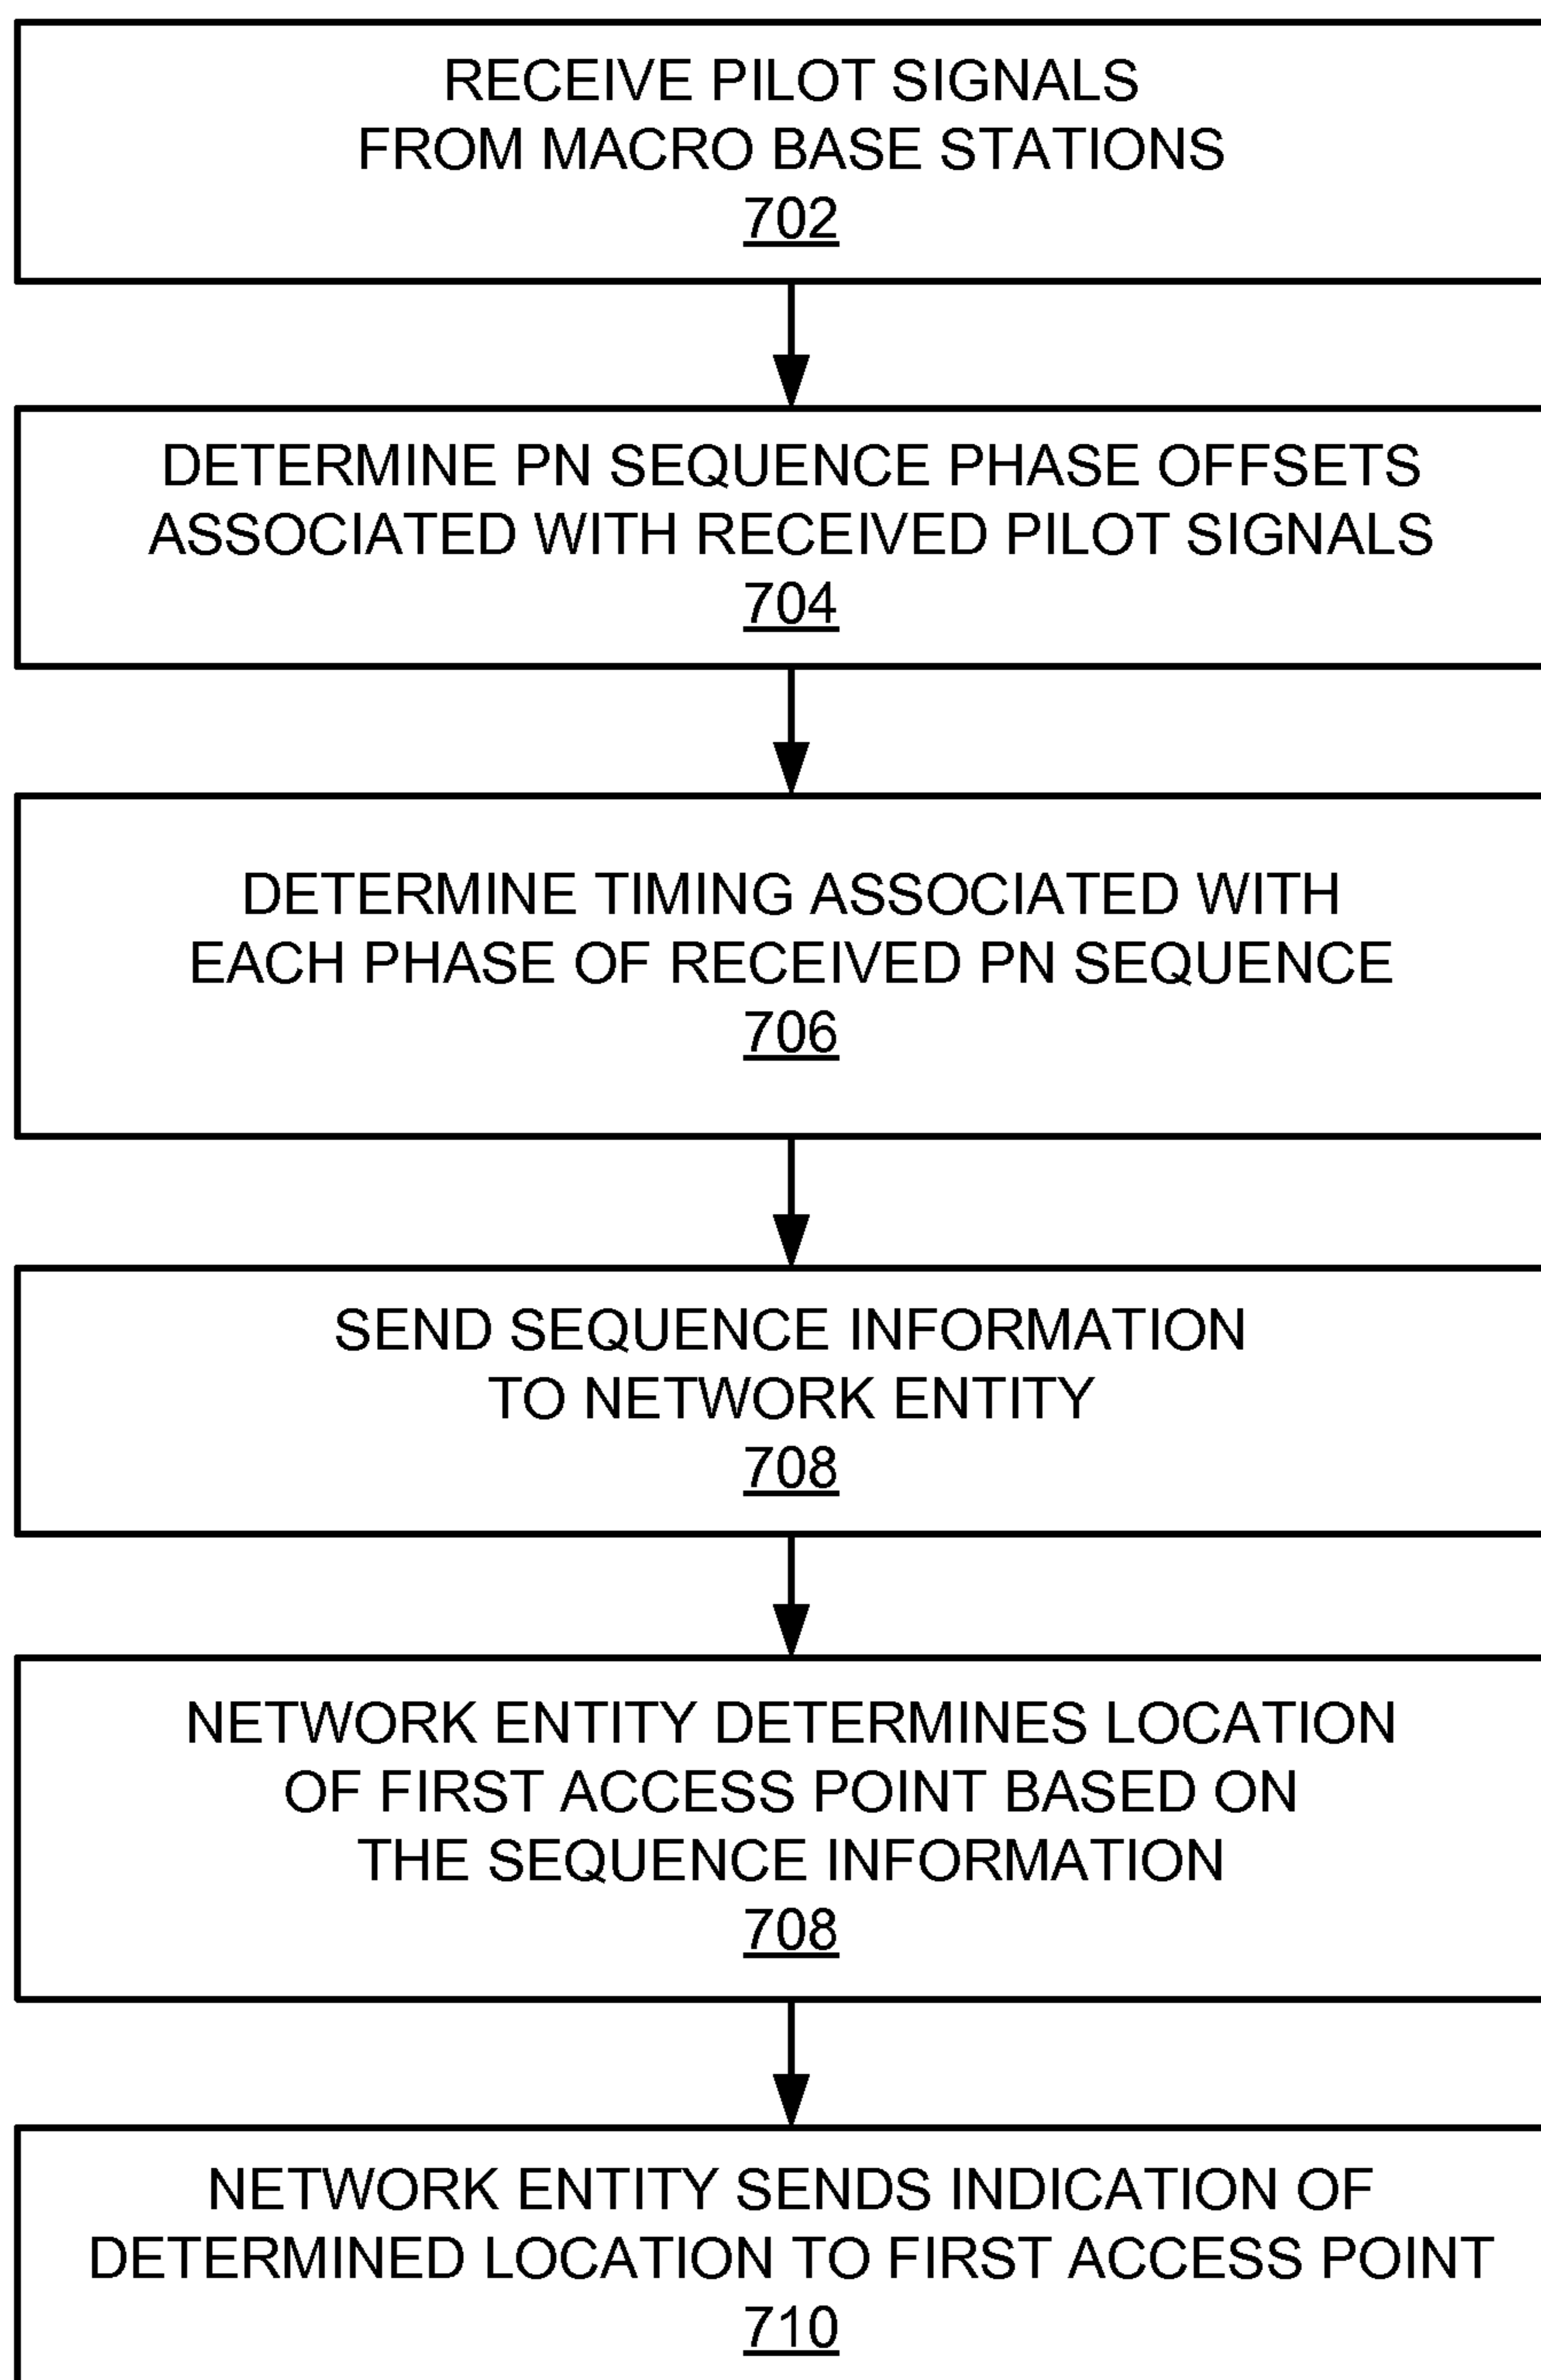 RECEIVE PILOT SIGNALS
FROM MACRO BASE STATIONS
702
DETERMINE PN SEQUENCE PHASE OFFSETS
ASSOCIATED WITH RECEIVED PILOT SIGNALS
704
DETERMINE TIMING ASSOCIATED WITH
EACH PHASE OF RECEIVED PN SEQUENCE
706
SEND SEQUENCE INFORMATION
TO NETWORK ENTITY
708
NETWORK ENTITY DETERMINES LOCATION
OF FIRST ACCESS POINT BASED ON
THE SEQUENCE INFORMATION
708
NETWORK ENTITY SENDS INDICATION OF
DETERMINED LOCATION TO FIRST ACCESS POINT
710